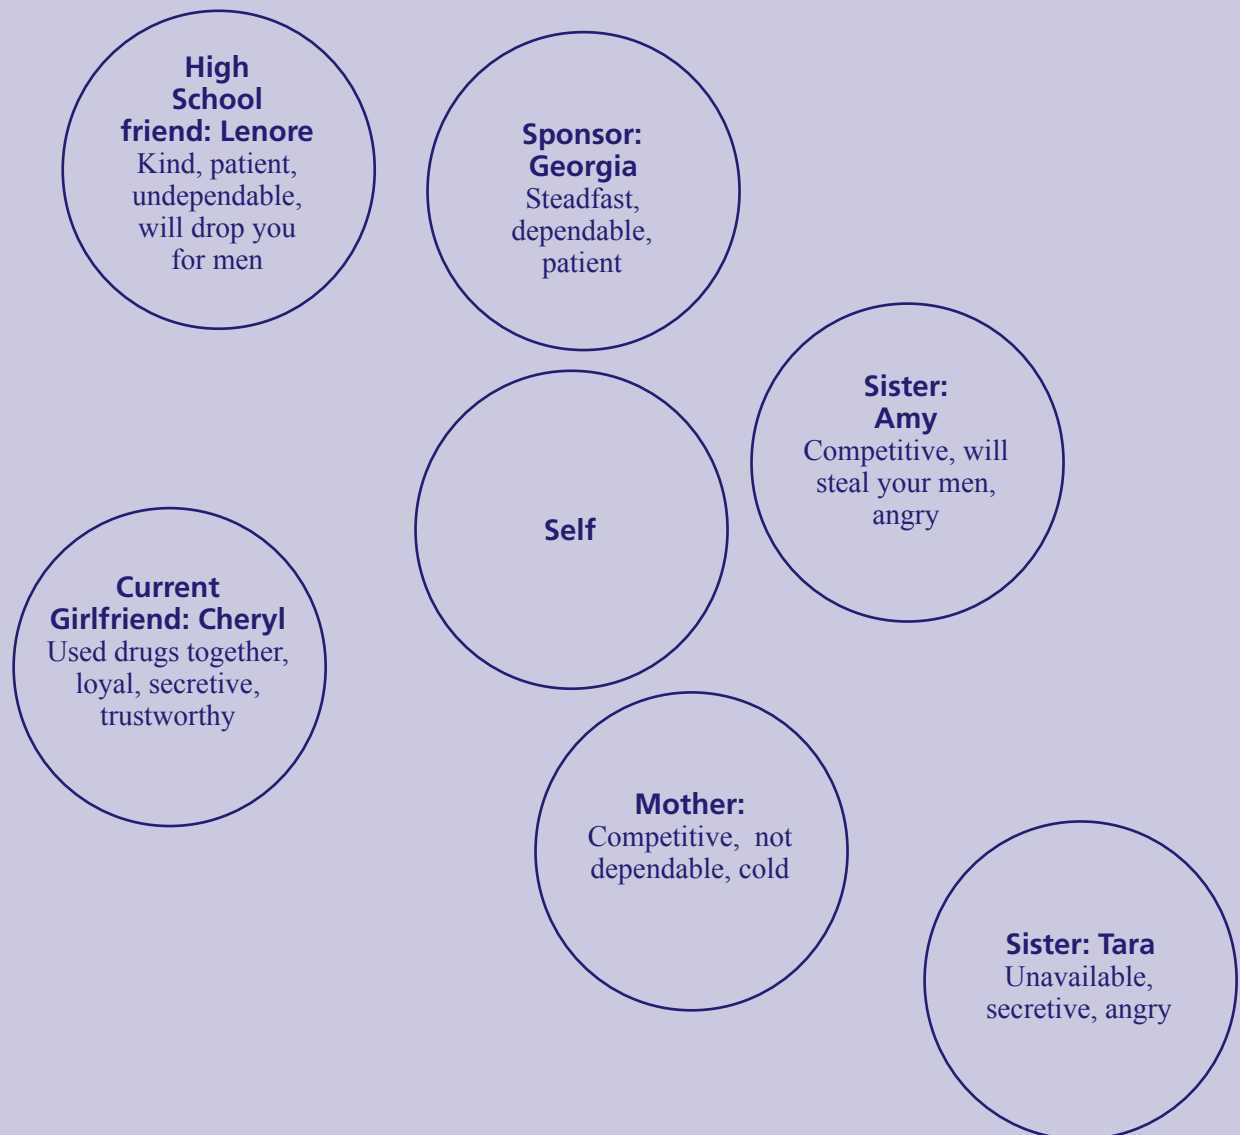 High
School
friend: Lenore
Kind, patient,
undependable,
will drop you
for men
Sponsor:
Georgia
Steadfast,
dependable,
patient
Sister:
Amy
Competitive, will
steal your men,
angry
Self
Current
Girlfriend: Cheryl
Used drugs together,
loyal, secretive,
trustworthy
Mother:
Competitive,  not
dependable, cold
Sister: Tara
Unavailable,
secretive, angry